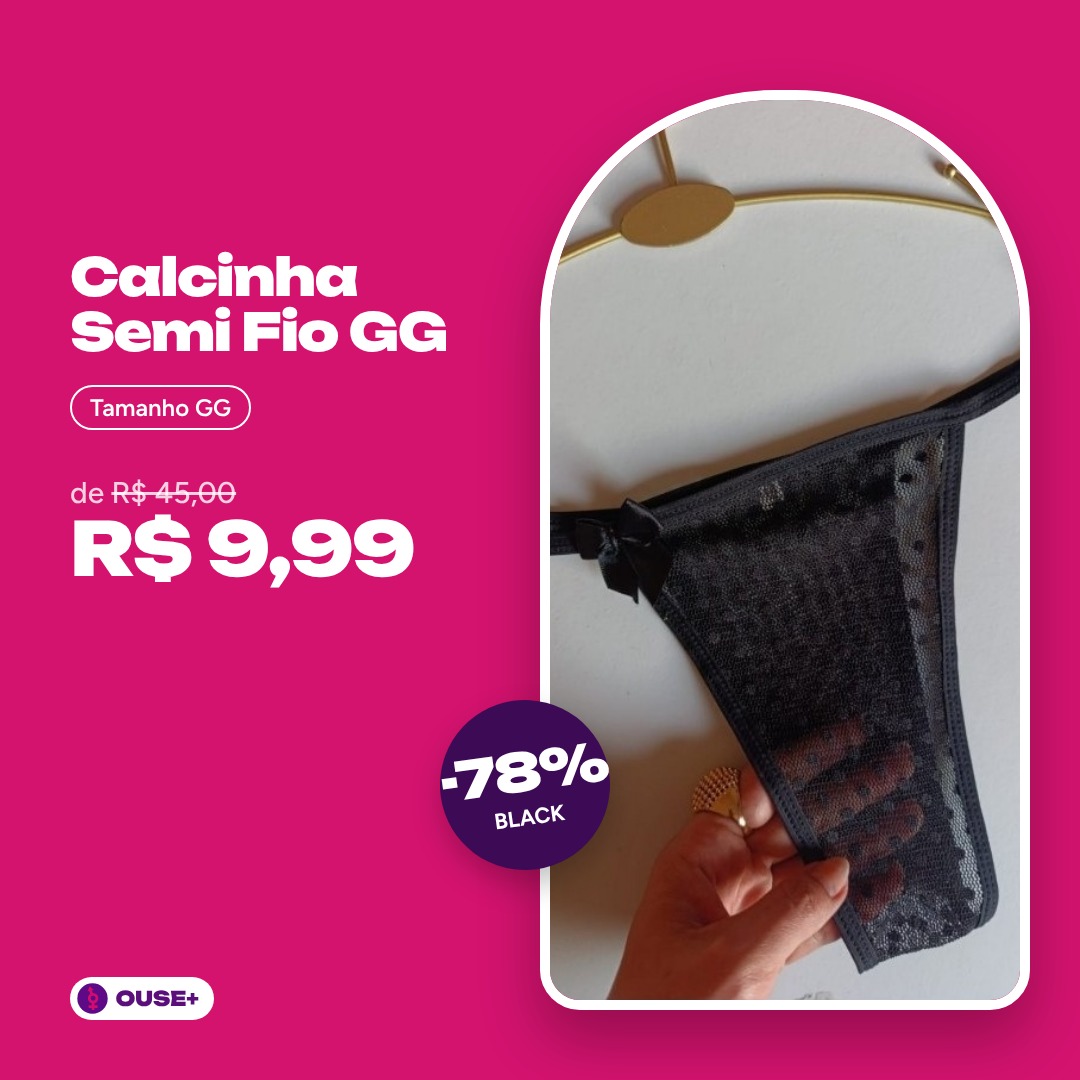 Calcinha
Semi Fio GG
Tamanho GG
de R$ 45,00
R$ 9,99
-78%
BLACK
OUSE+